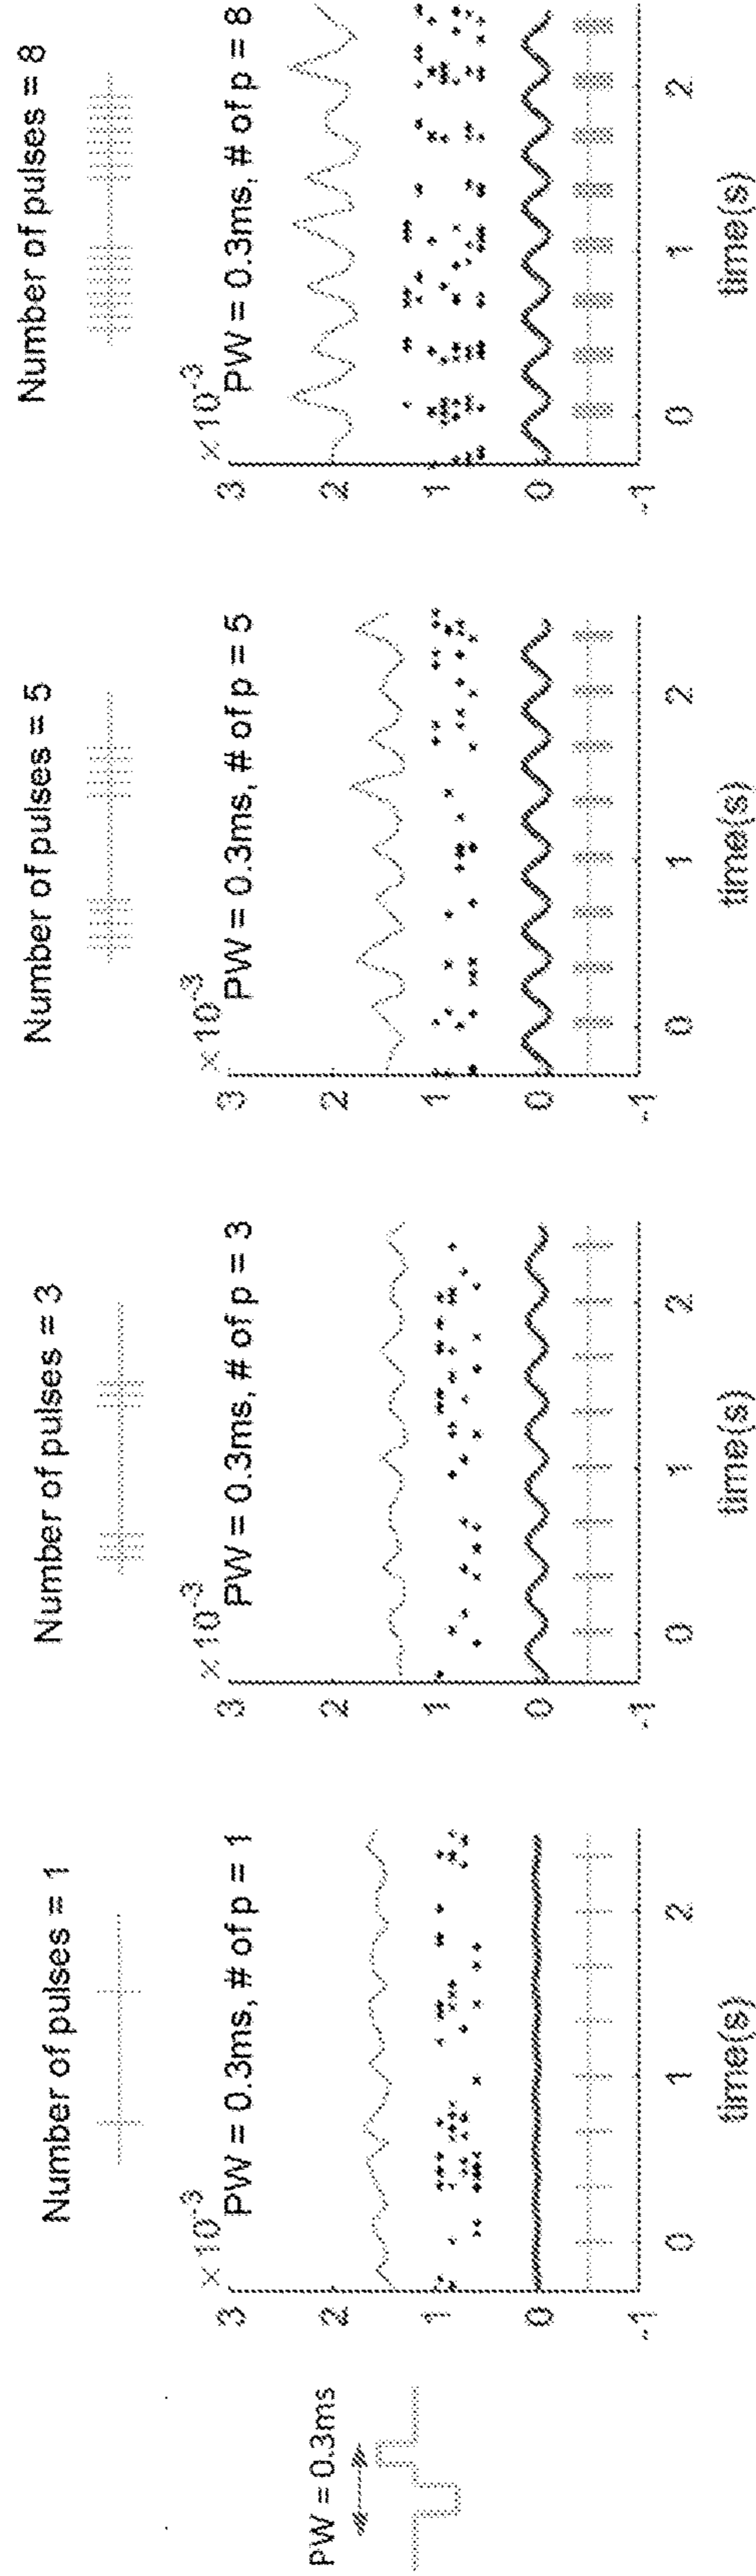 PW = 0.3ms
Number of pulses = 1
×10-3
PW = 0.3ms, # of p = 1
3
2
1
0
-1
0
1
2
time(s)
Number of pulses = 3
×10-3
PW = 0.3ms, # of p = 3
3
2
1
0
-1
0
1
2
time(s)
Number of pulses = 5
×10-3
PW = 0.3ms, # of p = 5
3
2
1
0
-1
0
1
2
time(s)
Number of pulses = 8
×10-3
PW = 0.3ms, # of p = 8
3
2
1
0
-1
0
1
2
time(s)